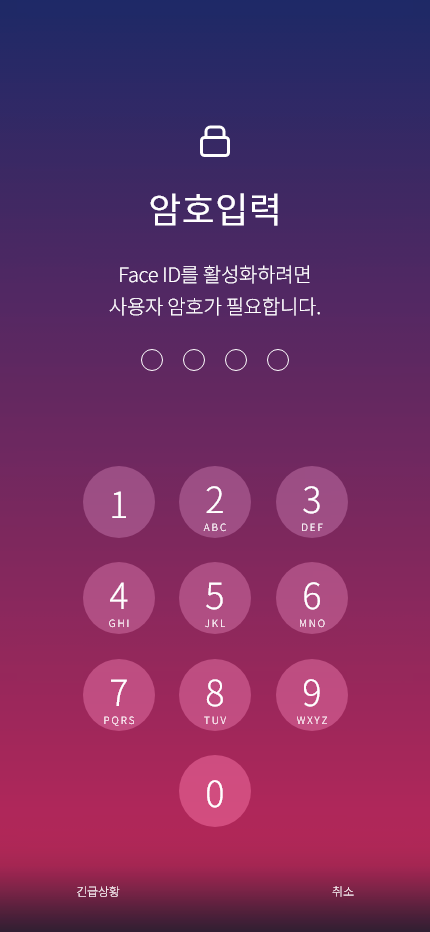 암호입력
Face ID를 활성화하려면
사용자 암호가 필요합니다.
1 2 3
ABC DEF
4 5 6
GHI JKL MNO
7 8 9
PQRS TUV WXYZ
0
긴급상황 취소